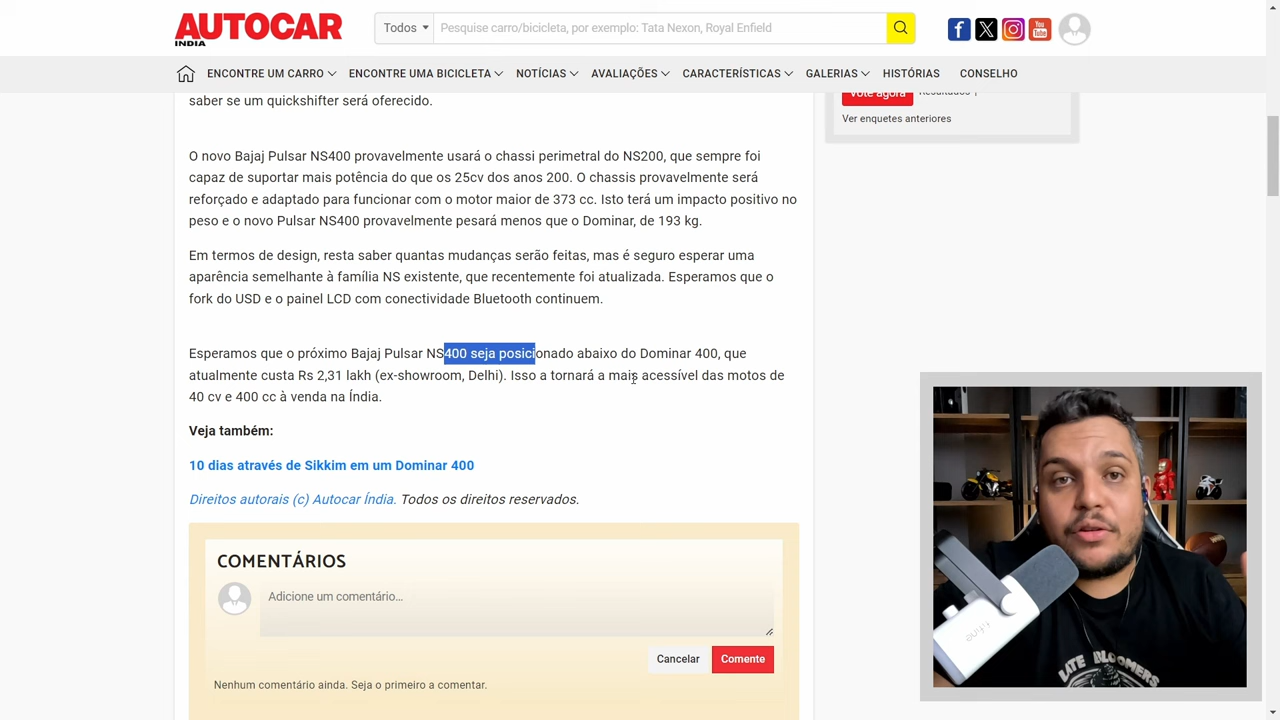 AUTOCAR
INDIA
Todos
Pesquise carro/bicicleta, por exemplo: Tata Nexon, Royal Enfield
You
Tube
ENCONTRE UM CARRO
ENCONTRE UMA BICICLETA
NOTÍCIAS
AVALIAÇÕES
CARACTERÍSTICAS
GALERIAS
HISTÓRIAS
CONSELHO
saber se um quickshifter será oferecido.
Vote agora
Resultados |
Ver enquetes anteriores
O novo Bajaj Pulsar NS400 provavelmente usará o chassi perimetral do NS200, que sempre foi
capaz de suportar mais potência do que os 25cv dos anos 200. O chassis provavelmente será
reforçado e adaptado para funcionar com o motor maior de 373 cc. Isto terá um impacto positivo no
peso e o novo Pulsar NS400 provavelmente pesará menos que o Dominar, de 193 kg.
Em termos de design, resta saber quantas mudanças serão feitas, mas é seguro esperar uma
aparência semelhante à família NS existente, que recentemente foi atualizada. Esperamos que o
fork do USD e o painel LCD com conectividade Bluetooth continuem.
Esperamos que o próximo Bajaj Pulsar NS400 seja posicionado abaixo do Dominar 400, que
atualmente custa Rs 2,31 lakh (ex-showroom, Delhi). Isso a tornará a mais acessível das motos de
40 cv e 400 cc à venda na Índia.
Veja também:
10 dias através de Sikkim em um Dominar 400
Direitos autorais (c) Autocar Índia. Todos os direitos reservados.
COMENTÁRIOS
Adicione um comentário...
Cancelar
Comente
Nenhum comentário ainda. Seja o primeiro a comentar.
fifine
LATE BLOOMERS